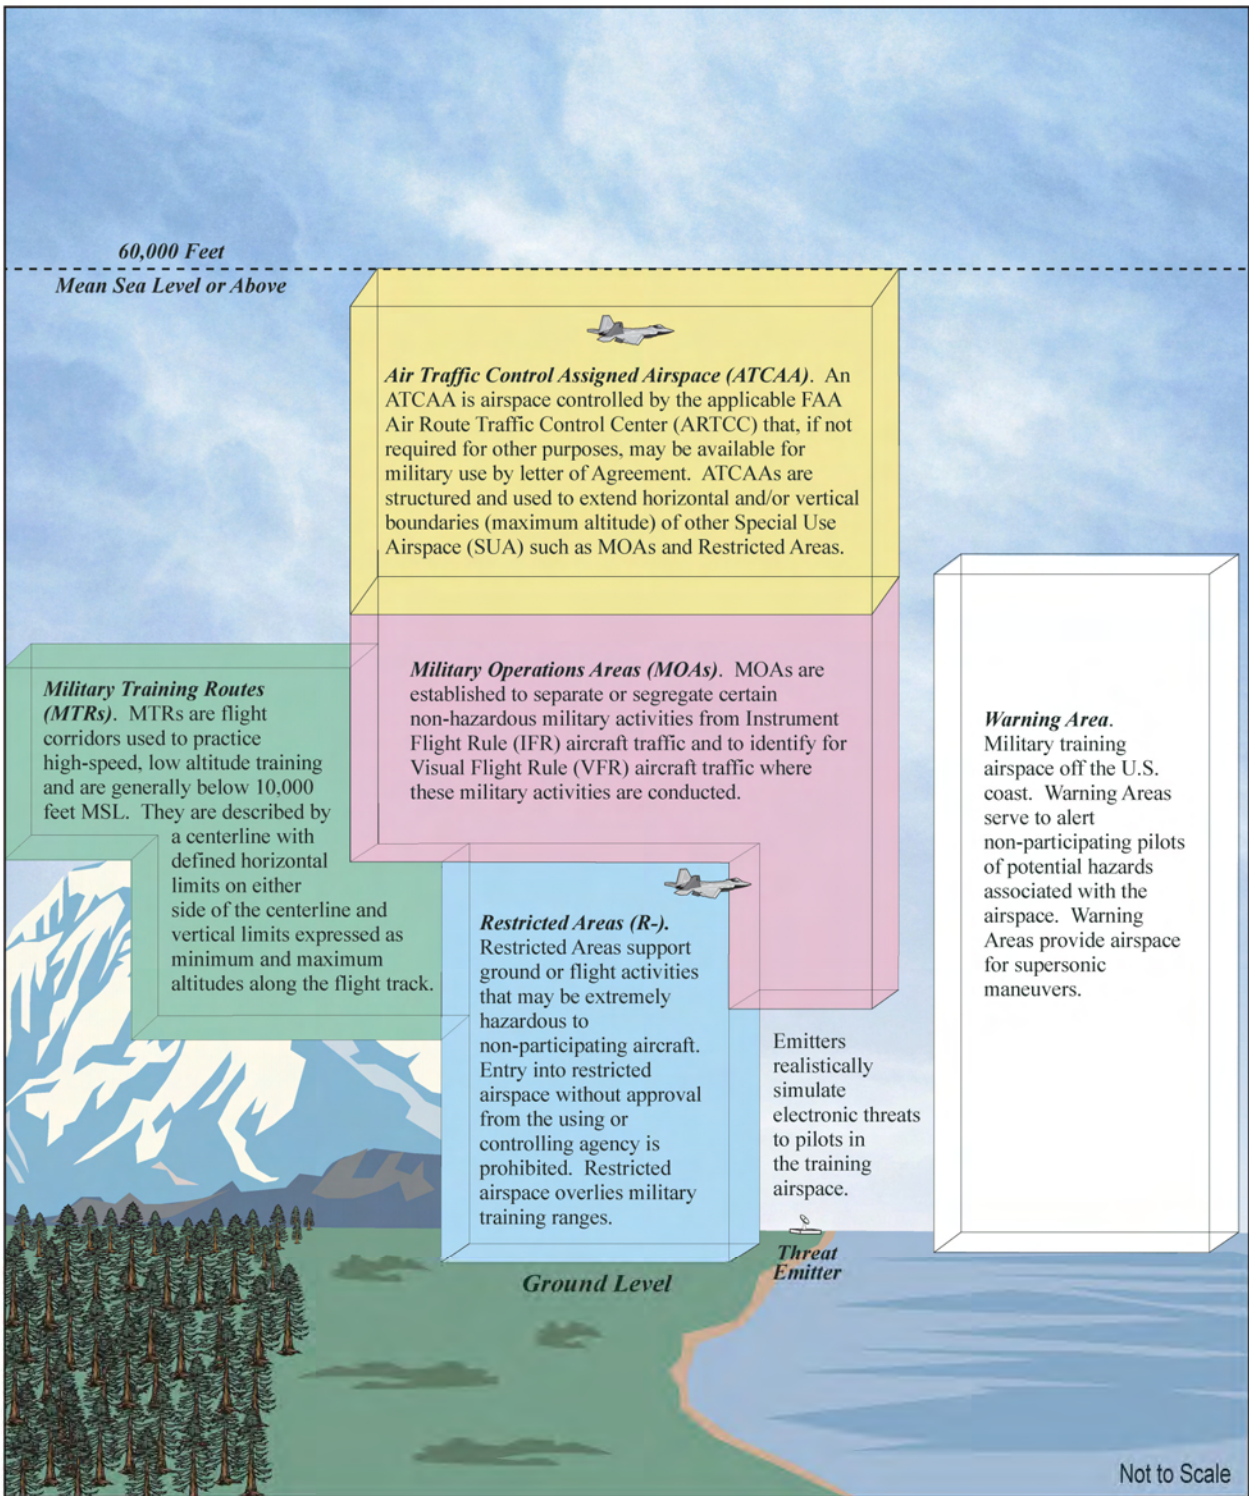 60,000 Feet
Mean Sea Level or Above
Air Traffic Control Assigned Airspace (ATCAA). An
ATCAA is airspace controlled by the applicable FAA
Air Route Traffic Control Center (ARTCC) that, if not
required for other purposes, may be available for
military use by letter of Agreement. ATCAAs are
structured and used to extend horizontal and/or vertical
boundaries (maximum altitude) of other Special Use
Airspace (SUA) such as MOAs and Restricted Areas.
Military Operations Areas (MOAs). MOAs are
established to separate or segregate certain
non-hazardous military activities from Instrument
Flight Rule (IFR) aircraft traffic and to identify for
Visual Flight Rule (VFR) aircraft traffic where
these military activities are conducted.
Military Training Routes
(MTRs). MTRs are flight
corridors used to practice
high-speed, low altitude training
and are generally below 10,000
feet MSL. They are described by
a centerline with
defined horizontal
limits on either
side of the centerline and
vertical limits expressed as
minimum and maximum
altitudes along the flight track.
Restricted Areas (R-).
Restricted Areas support
ground or flight activities
that may be extremely
hazardous to
non-participating aircraft.
Entry into restricted
airspace without approval
from the using or
controlling agency is
prohibited. Restricted
airspace overlies military
training ranges.
Warning Area.
Military training
airspace off the U.S.
coast. Warning Areas
serve to alert
non-participating pilots
of potential hazards
associated with the
airspace. Warning
Areas provide airspace
for supersonic
maneuvers.
Emitters
realistically
simulate
electronic threats
to pilots in
the training
airspace.
Threat
Emitter
Ground Level
Not to Scale